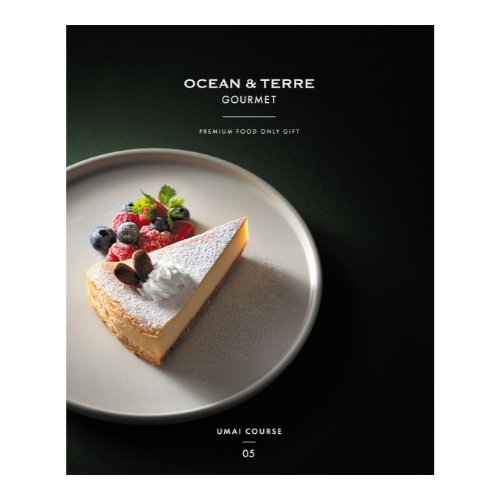 OCEAN & TERRE
GOURMET
PREMIUM FOOD ONLY GIFT
UMAI COURSE
05